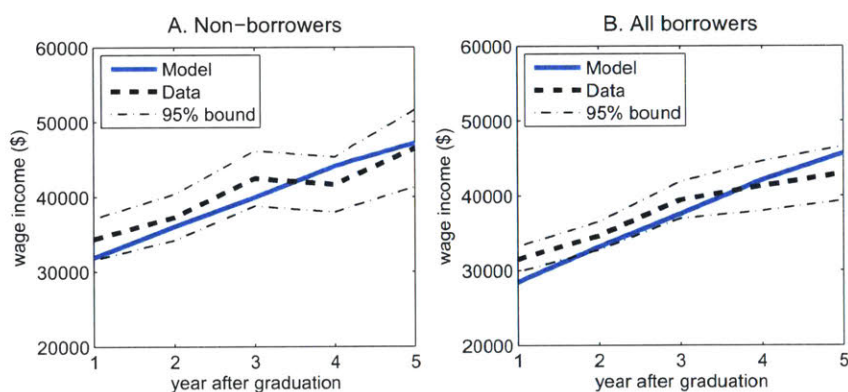 A. Non-borrowers
60000
50000
40000
30000
20000
wage income ($)
Model
Data
95% bound
1 2 3 4 5
year after graduation
B. All borrowers
60000
50000
40000
30000
20000
wage income ($)
Model
Data
95% bound
1 2 3 4 5
year after graduation